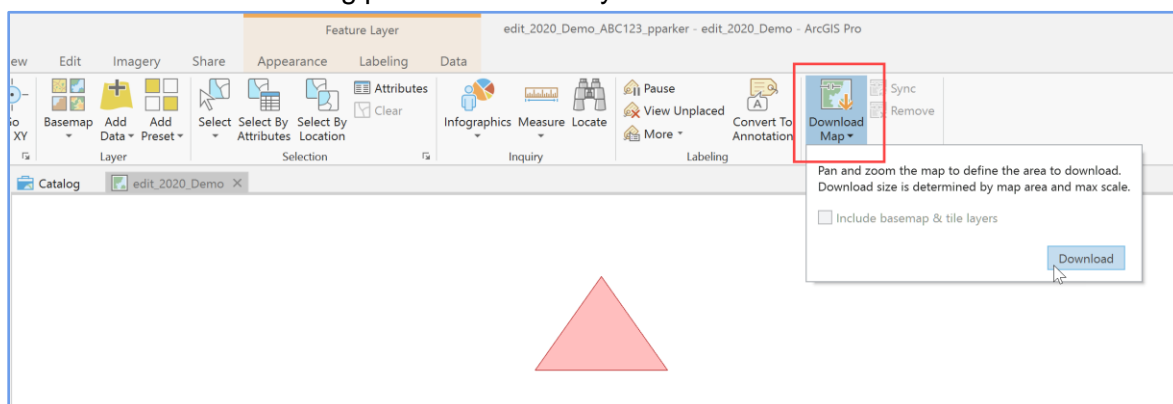 Feature Layer
edit_2020_Demo_ABC123_pparker - edit_2020_Demo - ArcGIS Pro
ew Edit Imagery Share Appearance Labeling Data
Attributes
Clear
Pause
View Unplaced
More
Sync
Remove
XY
Basemap
Add Data
Add Preset
Select
Select By Attributes
Select By Location
Infographics
Measure
Locate
Convert To Annotation
Download Map
Layer
Selection
Inquiry
Labeling
Catalog
edit_2020_Demo
Pan and zoom the map to define the area to download.
Download size is determined by map area and max scale.
Include basemap & tile layers
Download